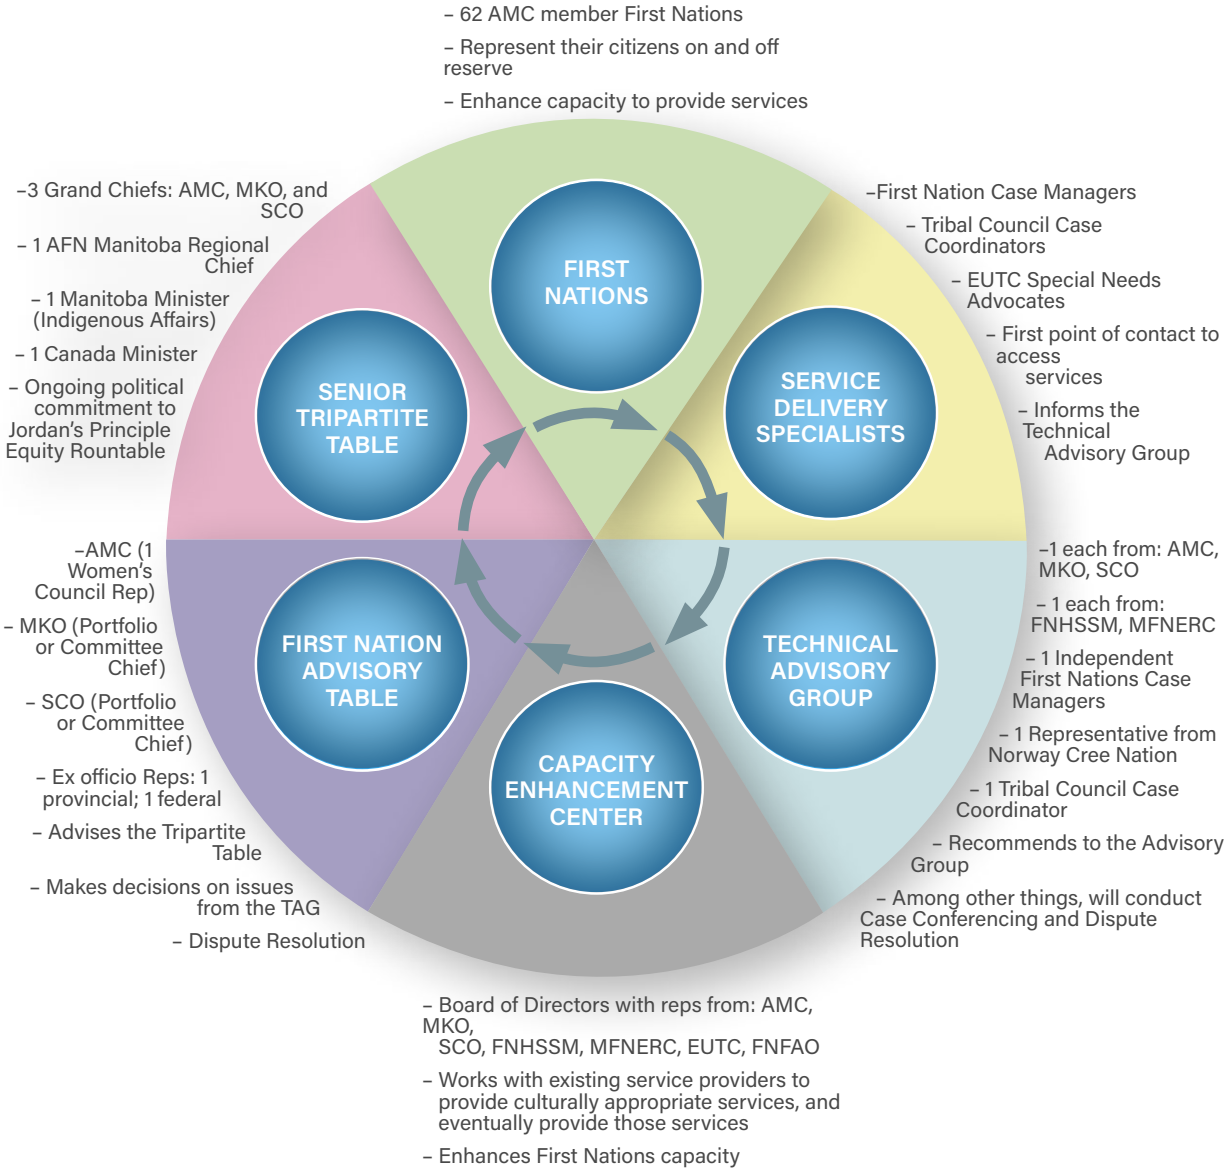 – 62 AMC member First Nations
– Represent their citizens on and off
reserve
– Enhance capacity to provide services
FIRST
NATIONS
–First Nation Case Managers
– Tribal Council Case
Coordinators
– EUTC Special Needs
Advocates
– First point of contact to
access
services
– Informs the
Technical
Advisory Group
SERVICE
DELIVERY
SPECIALISTS
–1 each from: AMC,
MKO, SCO
– 1 each from:
FNHSSM, MFNERC
– 1 Independent
First Nations Case
Managers
– 1 Representative from
Norway Cree Nation
– 1 Tribal Council Case
Coordinator
– Recommends to the Advisory
Group
– Among other things, will conduct
Case Conferencing and Dispute
Resolution
TECHNICAL
ADVISORY
GROUP
CAPACITY
ENHANCEMENT
CENTER
– Board of Directors with reps from: AMC,
MKO,
SCO, FNHSSM, MFNERC, EUTC, FNFAO
– Works with existing service providers to
provide culturally appropriate services, and
eventually provide those services
– Enhances First Nations capacity
–AMC (1
Women’s
Council Rep)
– MKO (Portfolio
or Committee
Chief)
– SCO (Portfolio
or Committee
Chief)
– Ex officio Reps: 1
provincial; 1 federal
– Advises the Tripartite
Table
– Makes decisions on issues
from the TAG
– Dispute Resolution
FIRST NATION
ADVISORY
TABLE
–3 Grand Chiefs: AMC, MKO, and
SCO
– 1 AFN Manitoba Regional
Chief
– 1 Manitoba Minister
(Indigenous Affairs)
– 1 Canada Minister
– Ongoing political
commitment to
Jordan’s Principle
Equity Rountable
SENIOR
TRIPARTITE
TABLE